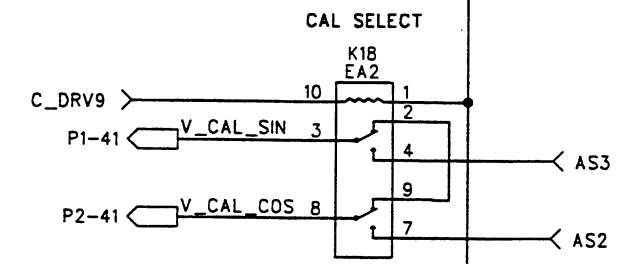 CAL SELECT
K18
EA2
C_DRV9 10 1
2
P1-41 V_CAL_SIN 3
4 AS3
9
P2-41 V_CAL_COS 8
7 AS2